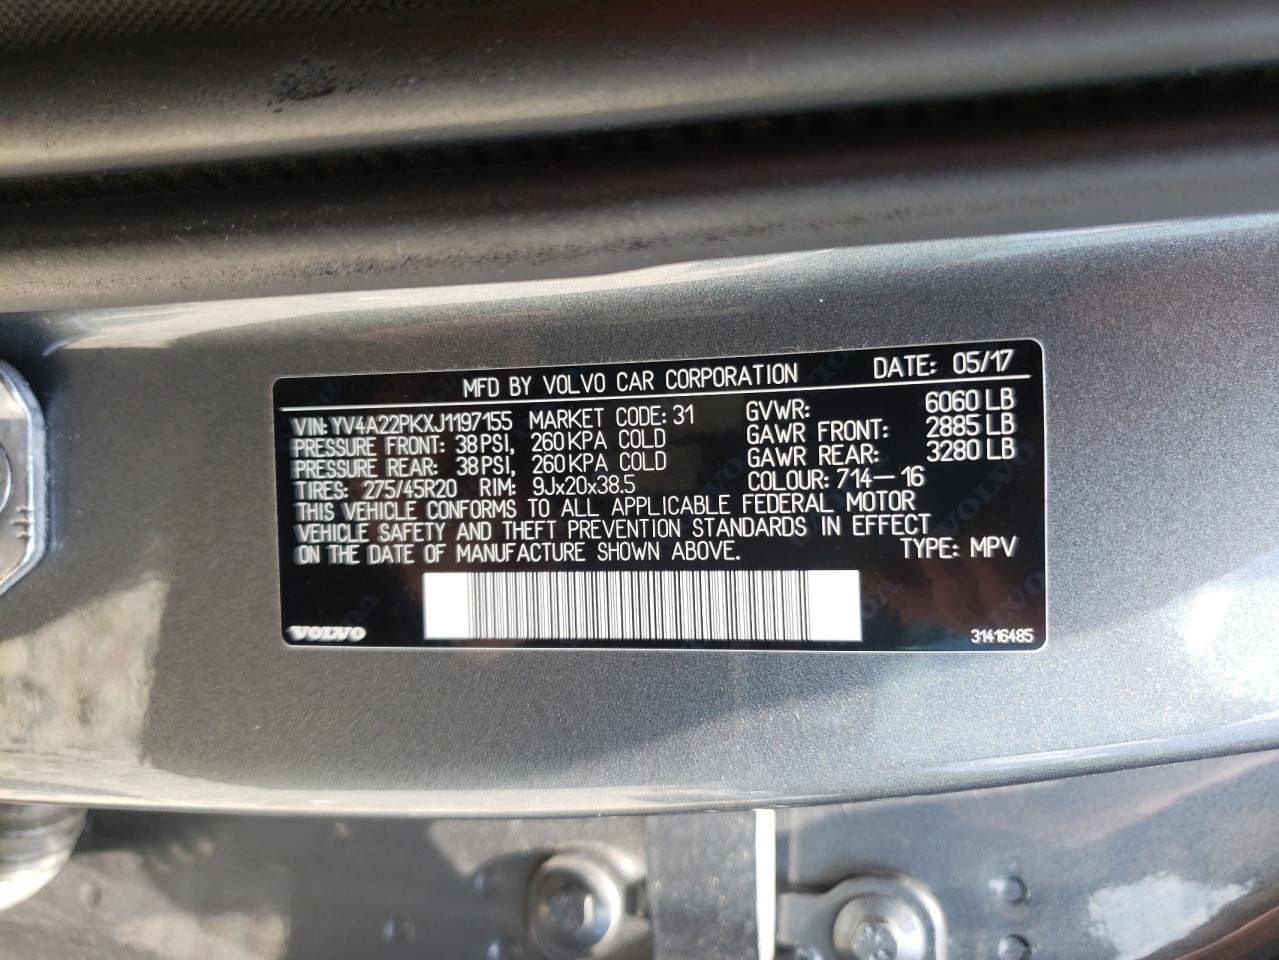 MFD BY VOLVO CAR CORPORATION DATE: 05/17
VIN: YV4A22PKXJ1197155 MARKET CODE: 31 GVWR: 6060 LB
PRESSURE FRONT: 38 PSI, 260 KPA COLD GAWR FRONT: 2885 LB
PRESSURE REAR: 38 PSI, 260 KPA COLD GAWR REAR: 3280 LB
TIRES: 275/45R20 RIM: 9Jx20x38.5 COLOUR: 714-16
THIS VEHICLE CONFORMS TO ALL APPLICABLE FEDERAL MOTOR
VEHICLE SAFETY AND THEFT PREVENTION STANDARDS IN EFFECT
ON THE DATE OF MANUFACTURE SHOWN ABOVE. TYPE: MPV
VOLVO 31416485